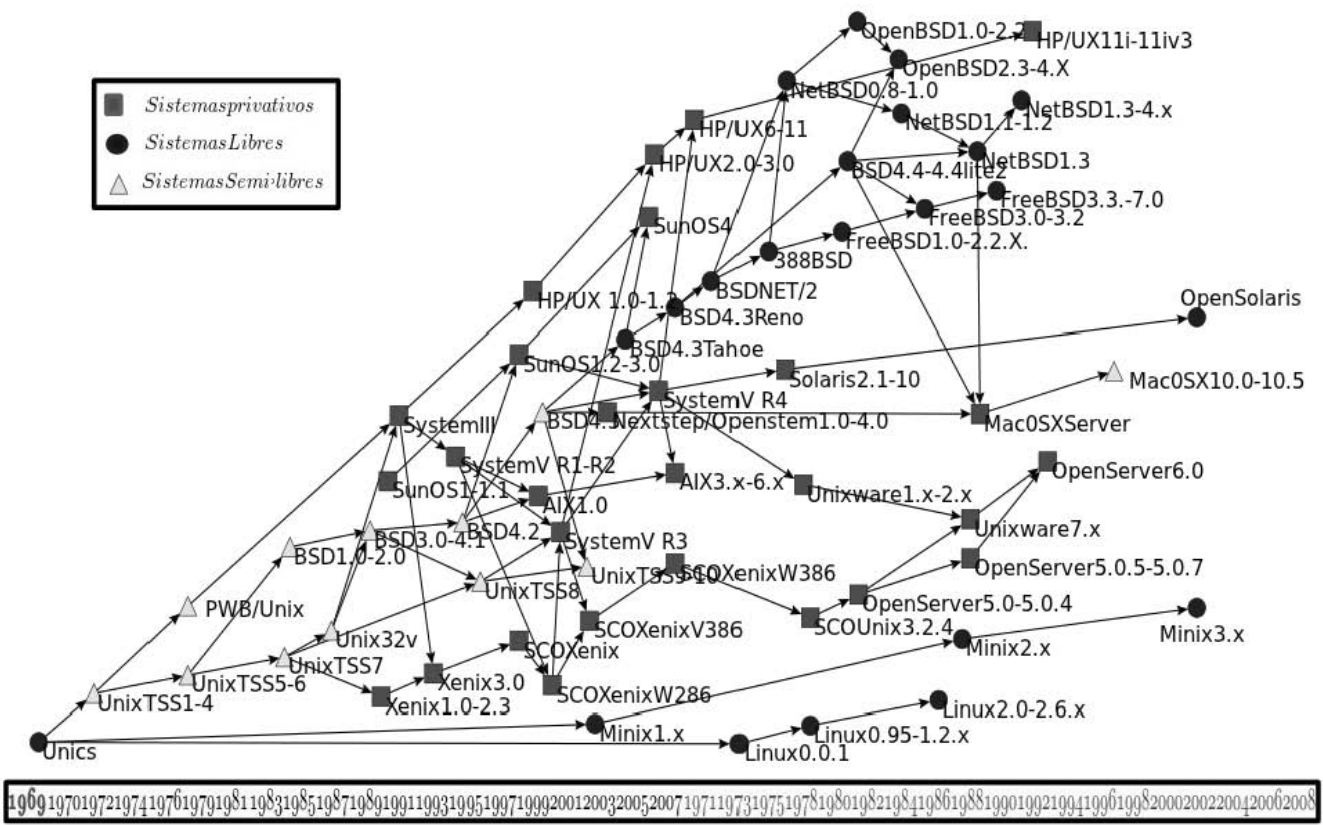 OpenBSD1.0-2.2
HP/UX11i-11iv3
OpenBSD2.3-4.X
NetBSD0.8-1.0
Sistemasprivativos
NetBSD1.3-4.x
NetBSD1.1-1.2
HP/UX6-11
SistemasLibres
NetBSD1.3
HP/UX2.0-3.0
BSD4.4-4.4lite2
SistemasSemi-libres
FreeBSD3.3.-7.0
FreeBSD3.0-3.2
SunOS4
FreeBSD1.0-2.2.X.
388BSD
BSDNET/2
HP/UX 1.0-1.2
OpenSolaris
BSD4.3Reno
BSD4.3Tahoe
SunOS1.2-3.0
Solaris2.1-10
Mac0SX10.0-10.5
SystemV R4
BSD4.3
Nextstep/Openstem1.0-4.0
Mac0SXServer
SystemIII
SystemV R1-R2
OpenServer6.0
AIX3.x-6.x
SunOS1-1.1
Unixware1.x-2.x
AIX1.0
Unixware7.x
BSD4.2
BSD3.0-4.1
SystemV R3
BSD1.0-2.0
OpenServer5.0.5-5.0.7
UnixTSS9-10
SCOXenixW386
UnixTSS8
OpenServer5.0-5.0.4
PWB/Unix
SCOUnix3.2.4
SCOXenixV386
Minix3.x
Unix32v
Minix2.x
SCOXenix
UnixTSS7
UnixTSS5-6
Xenix3.0
SCOXenixW286
UnixTSS1-4
Xenix1.0-2.3
Linux2.0-2.6.x
Minix1.x
Linux0.95-1.2.x
Unics
Linux0.0.1
196919701972197419761979198119831985198719891991199319951997199920012003200520071971197319751978198019821984198619881990199219941996199820002002200420062008